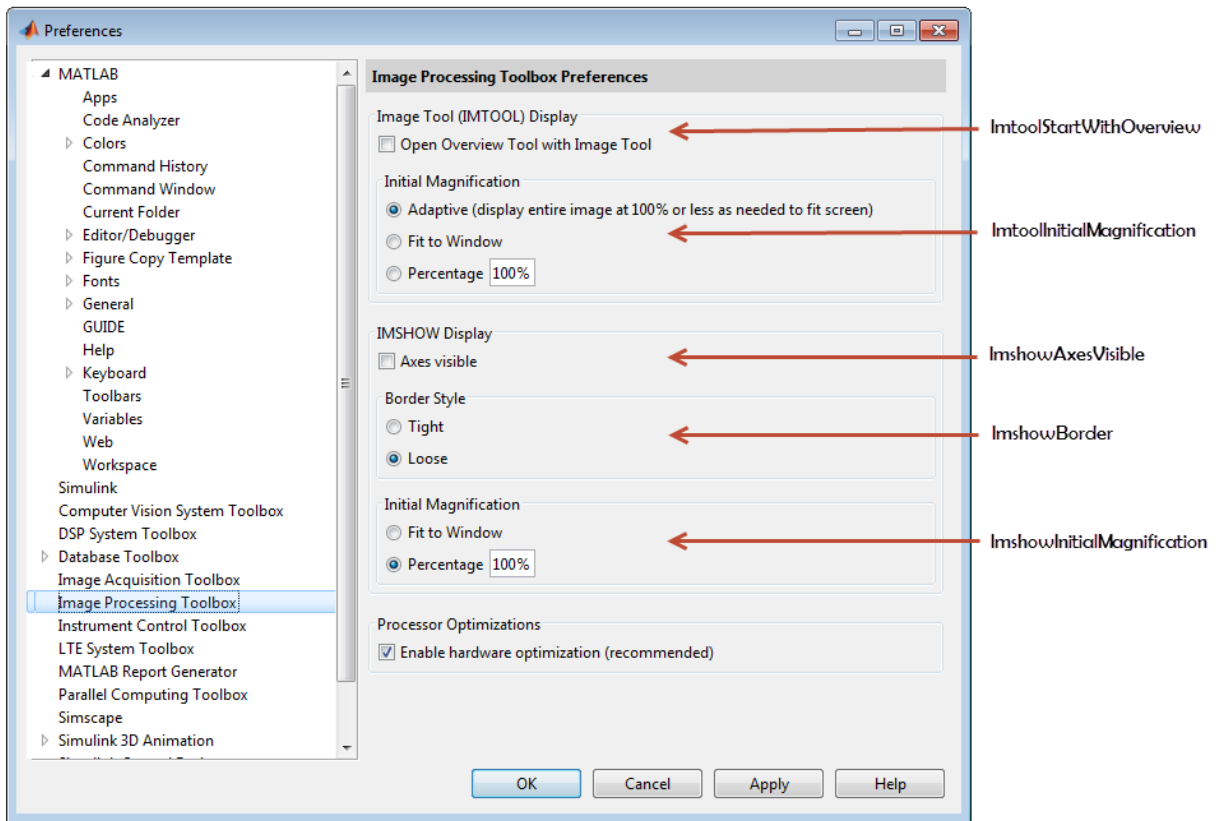 Preferences
MATLAB
Apps
Code Analyzer
Colors
Command History
Command Window
Current Folder
Editor/Debugger
Figure Copy Template
Fonts
General
GUIDE
Help
Keyboard
Toolbars
Variables
Web
Workspace
Simulink
Computer Vision System Toolbox
DSP System Toolbox
Database Toolbox
Image Acquisition Toolbox
Image Processing Toolbox
Instrument Control Toolbox
LTE System Toolbox
MATLAB Report Generator
Parallel Computing Toolbox
Simscape
Simulink 3D Animation
Image Processing Toolbox Preferences
Image Tool (IMTOOL) Display
Open Overview Tool with Image Tool
Initial Magnification
Adaptive (display entire image at 100% or less as needed to fit screen)
Fit to Window
Percentage 100%
IMSHOW Display
Axes visible
Border Style
Tight
Loose
Initial Magnification
Fit to Window
Percentage 100%
Processor Optimizations
Enable hardware optimization (recommended)
OK Cancel Apply Help
ImtoolStartWithOverview
ImtoolInitialMagnification
ImshowAxesVisible
ImshowBorder
ImshowInitialMagnification